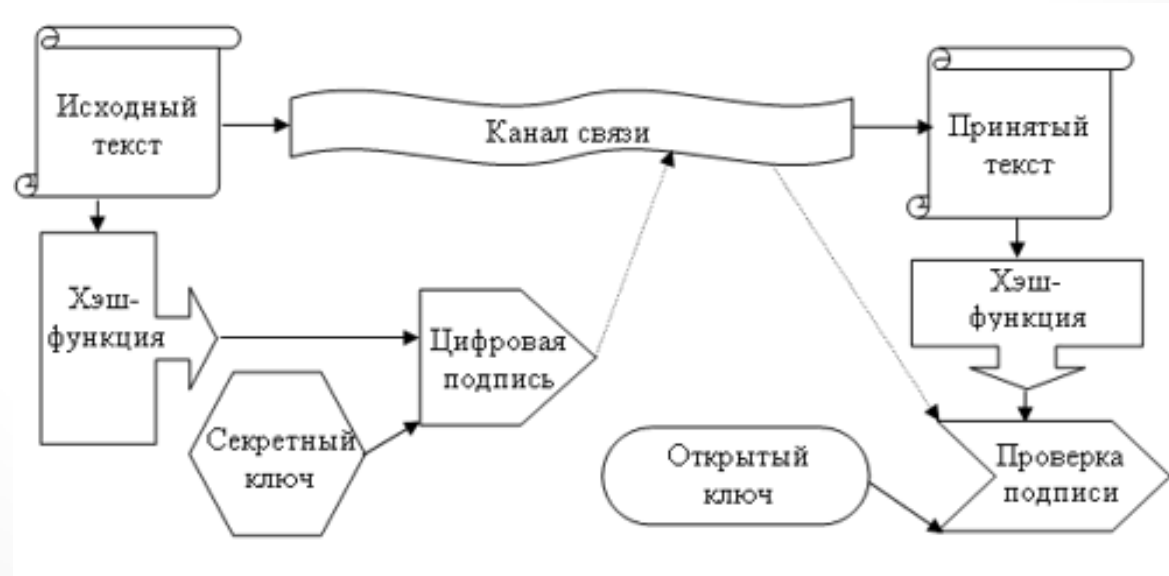 Исходный
текст
Канал связи
Принятый
текст
Хэш-
функция
Цифровая
подпись
Секретный
ключ
Хэш-
функция
Открытый
ключ
Проверка
подписи